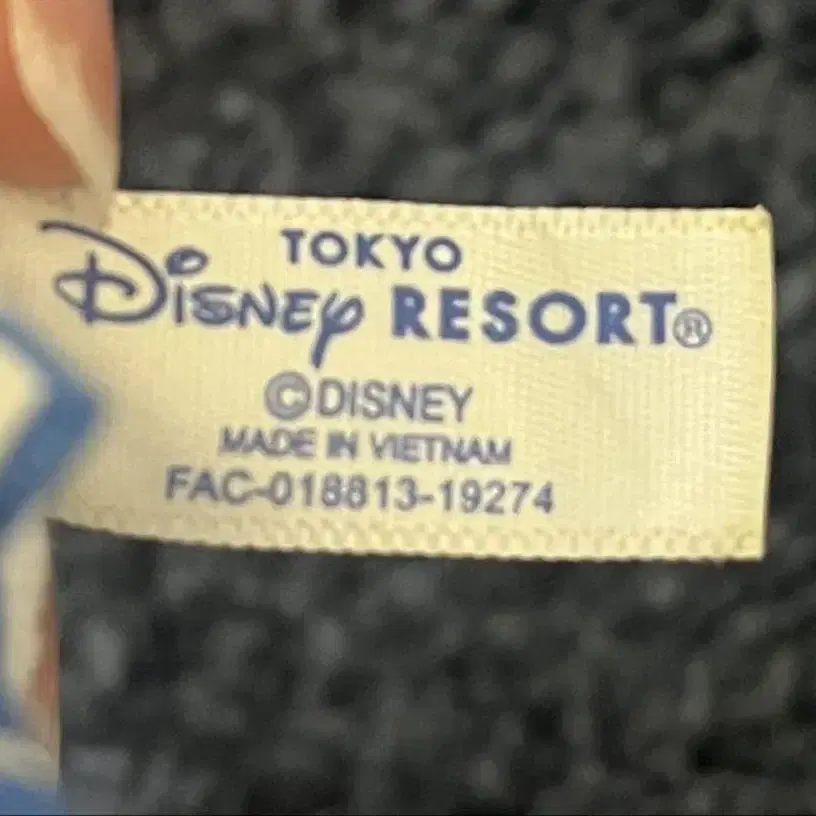 TOKYO
DISNEY RESORT®
©DISNEY
MADE IN VIETNAM
FAC-018813-19274